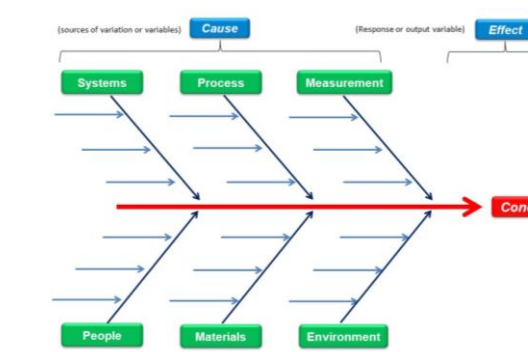 (sources of variation or variables) Cause (Response or output variable) Effect
Systems Process Measurement
People Materials Environment